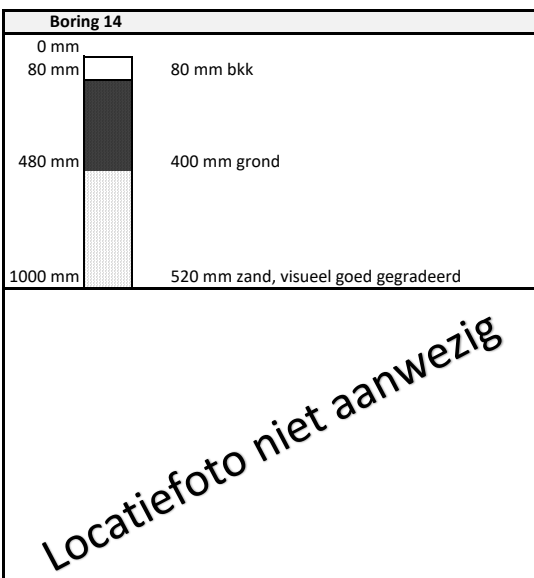 Boring 14
0 mm
80 mm 80 mm bkk
480 mm 400 mm grond
1000 mm 520 mm zand, visueel goed gegradeerd
Locatiefoto niet aanwezig